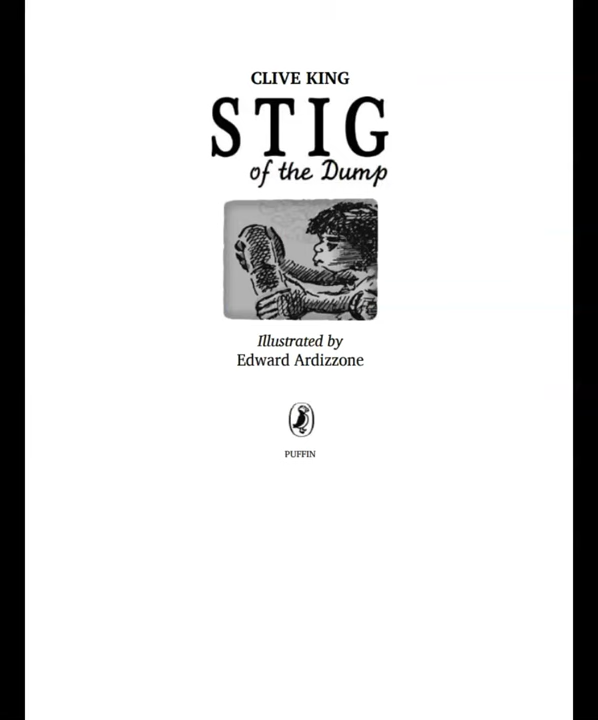 CLIVE KING
STIG
of the Dump
Illustrated by
Edward Ardizzone
PUFFIN